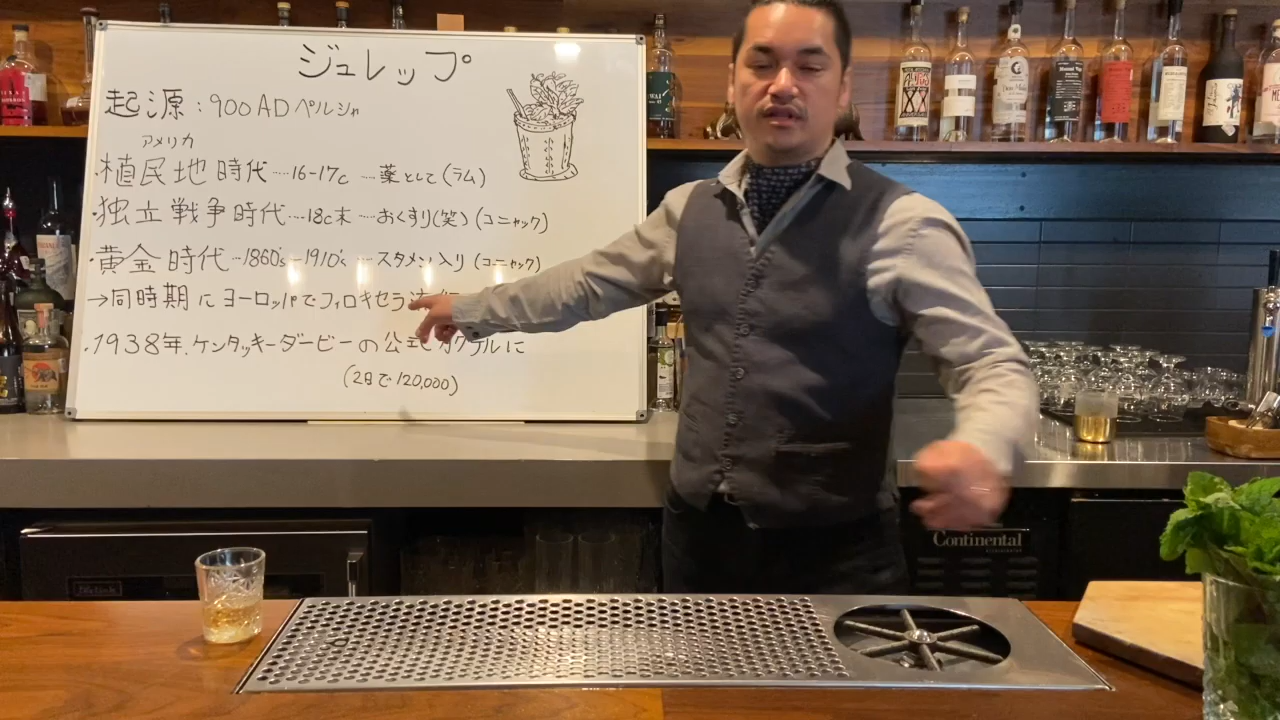 ジュレップ
起源：900AD ペルシャ
アメリカ
・植民地時代····16-17c ····薬として(ラム)
・独立戦争時代···18c末 ····おくすり(笑)(コニャック)
・黄金時代···1860's-1910's ····スタメン入り(コニャック)
→同時期にヨーロッパでフィロキセラ
・1938年.ケンタッキーダービーの公式カクテルに
(2日で120,000)
Continental